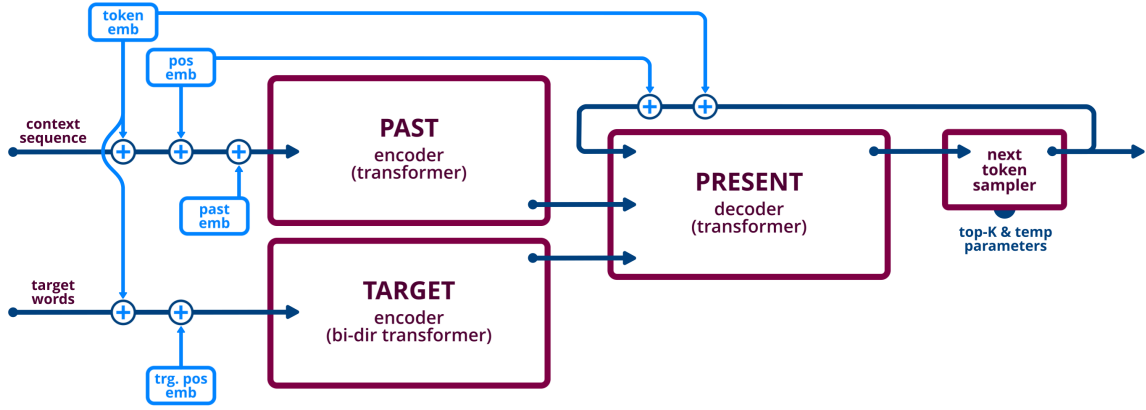 token
emb
pos
emb
context
sequence
PAST
encoder
(transformer)
past
emb
PRESENT
decoder
(transformer)
next
token
sampler
top-K & temp
parameters
target
words
TARGET
encoder
(bi-dir transformer)
trg. pos
emb